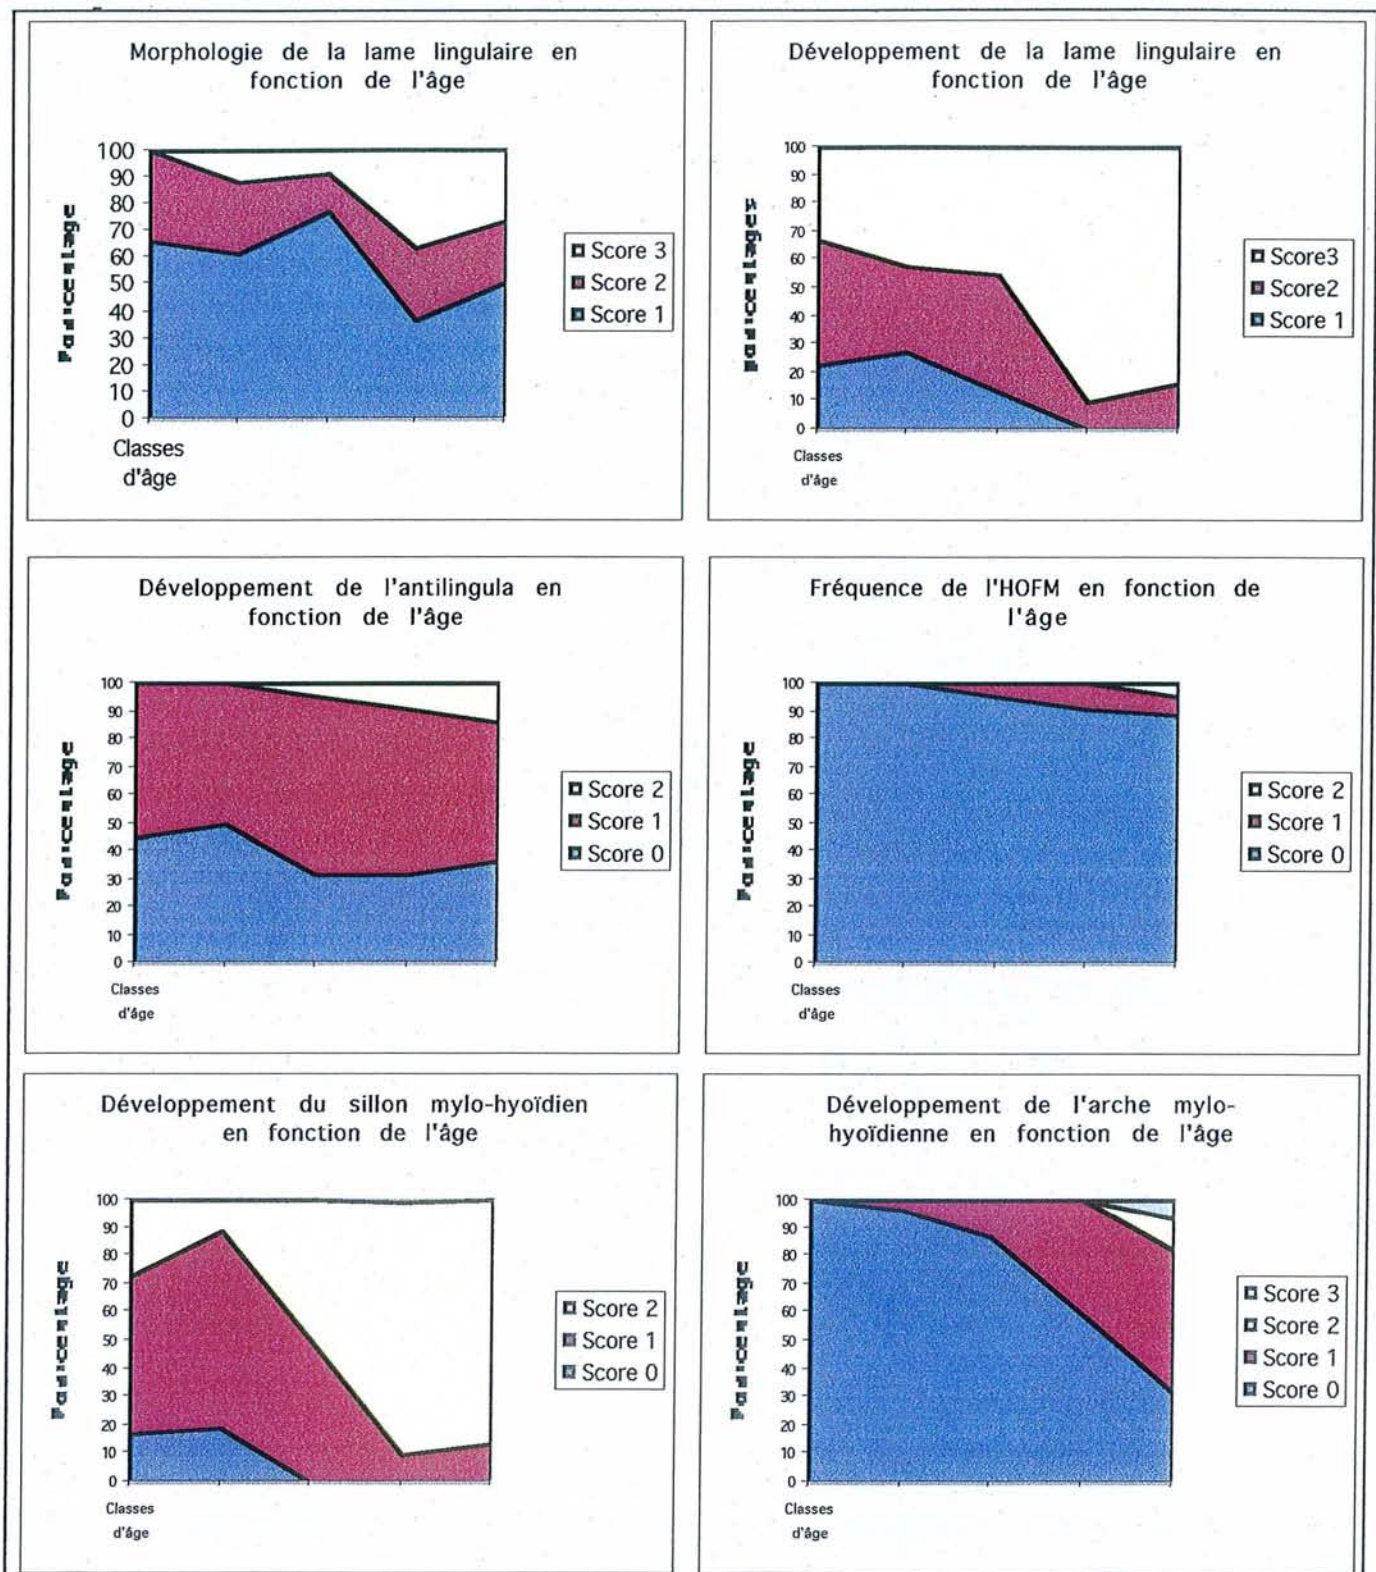 Morphologie de la lame lingulaire en
fonction de l'âge
100
90
80
70
60
50
40
30
20
10
0
Classes
d'âge
Score 3
Score 2
Score 1
Développement de la lame lingulaire en
fonction de l'âge
100
90
80
70
60
50
40
30
20
10
0
Classes
d'âge
Score3
Score2
Score 1
Développement de l'antilingula en
fonction de l'âge
100
90
80
70
60
50
40
30
20
10
0
Classes
d'âge
Score 2
Score 1
Score 0
Fréquence de l'HOFM en fonction de
l'âge
100
90
80
70
60
50
40
30
20
10
0
Classes
d'âge
Score 2
Score 1
Score 0
Développement du sillon mylo-hyoïdien
en fonction de l'âge
100
90
80
70
60
50
40
30
20
10
0
Classes
d'âge
Score 2
Score 1
Score 0
Développement de l'arche mylo-
hyoïdienne en fonction de l'âge
100
90
80
70
60
50
40
30
20
10
0
Classes
d'âge
Score 3
Score 2
Score 1
Score 0